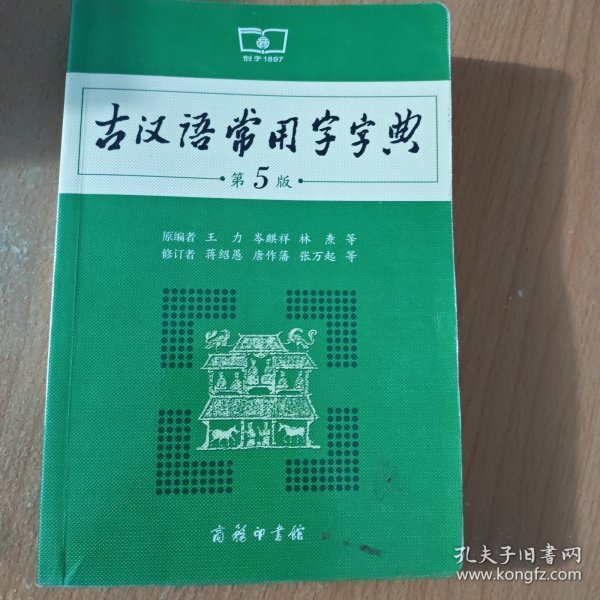 创于1897
古汉语常用字字典
·第5版·
原编者 王力 岑麒祥 林焘 等
修订者 蒋绍愚 唐作藩 张万起 等
商务印书馆
孔夫子旧书网
www.kongfz.com